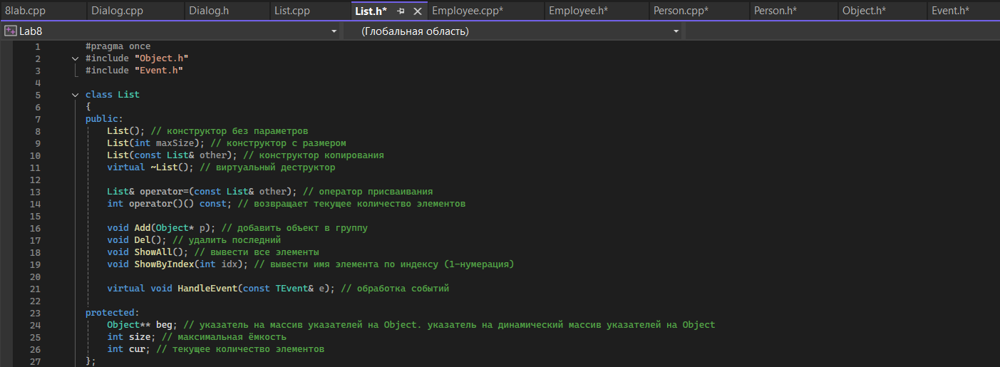 8lab.cpp Dialog.cpp Dialog.h List.cpp List.h* Employee.cpp* Employee.h* Person.cpp* Person.h* Object.h* Event.h*
Lab8 (Глобальная область)
1 #pragma once
2 #include "Object.h"
3 #include "Event.h"
4
5 class List
6 {
7 public:
8 List(); // конструктор без параметров
9 List(int maxSize); // конструктор с размером
10 List(const List& other); // конструктор копирования
11 virtual ~List(); // виртуальный деструктор
12
13 List& operator=(const List& other); // оператор присваивания
14 int operator()() const; // возвращает текущее количество элементов
15
16 void Add(Object* p); // добавить объект в группу
17 void Del(); // удалить последний
18 void ShowAll(); // вывести все элементы
19 void ShowByIndex(int idx); // вывести имя элемента по индексу (1-нумерация)
20
21 virtual void HandleEvent(const TEvent& e); // обработка событий
22
23 protected:
24 Object** beg; // указатель на массив указателей на Object. указатель на динамический массив указателей на Object
25 int size; // максимальная ёмкость
26 int cur; // текущее количество элементов
27 };